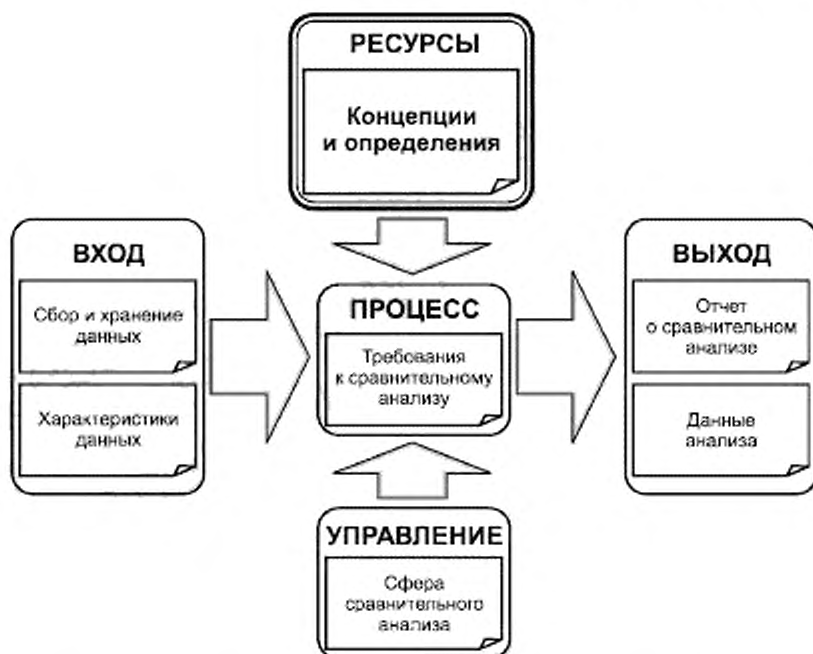 РЕСУРСЫ
Концепции
и определения
ВХОД
Сбор и хранение
данных
Характеристики
данных
ПРОЦЕСС
Требования
к сравнительному
анализу
ВЫХОД
Отчет
о сравнительном
анализе
Данные
анализа
УПРАВЛЕНИЕ
Сфера
сравнительного
анализа